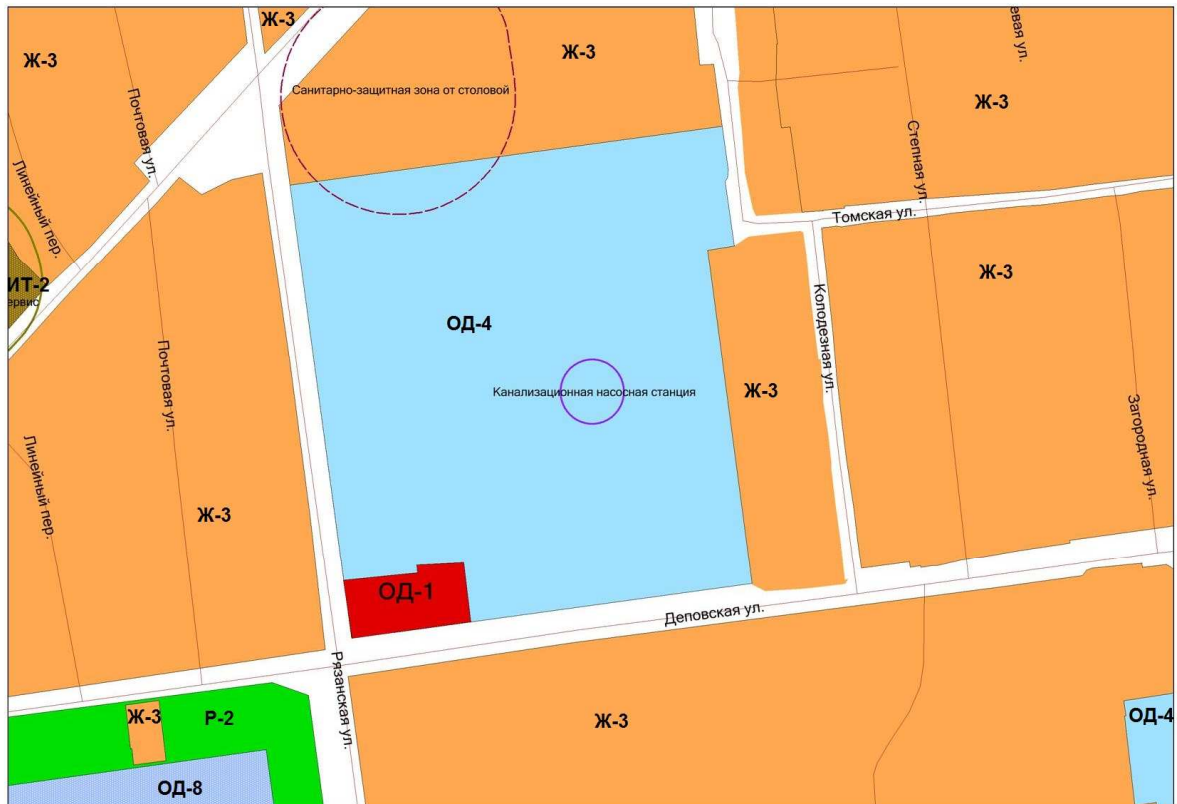 Ж-3
Ж-3
Ж-3
Санитарно-защитная зона от столовой
Ж-3
евая ул.
Почтовая ул.
Линейный пер.
Степная ул.
Томская ул.
ИТ-2
ервис
Ж-3
ОД-4
Колодезная ул.
Почтовая ул.
Канализационная насосная станция
Ж-3
Загородная ул.
Линейный пер.
Ж-3
ОД-1
Деповская ул.
Рязанская ул.
Ж-3
Р-2
Ж-3
ОД-4
ОД-8